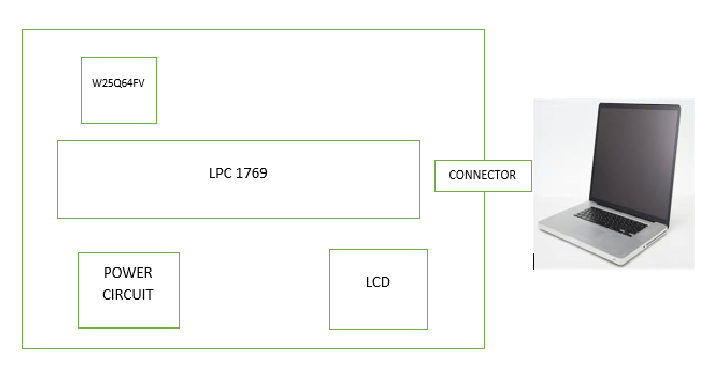 W25Q64FV
LPC 1769
CONNECTOR
POWER
CIRCUIT
LCD